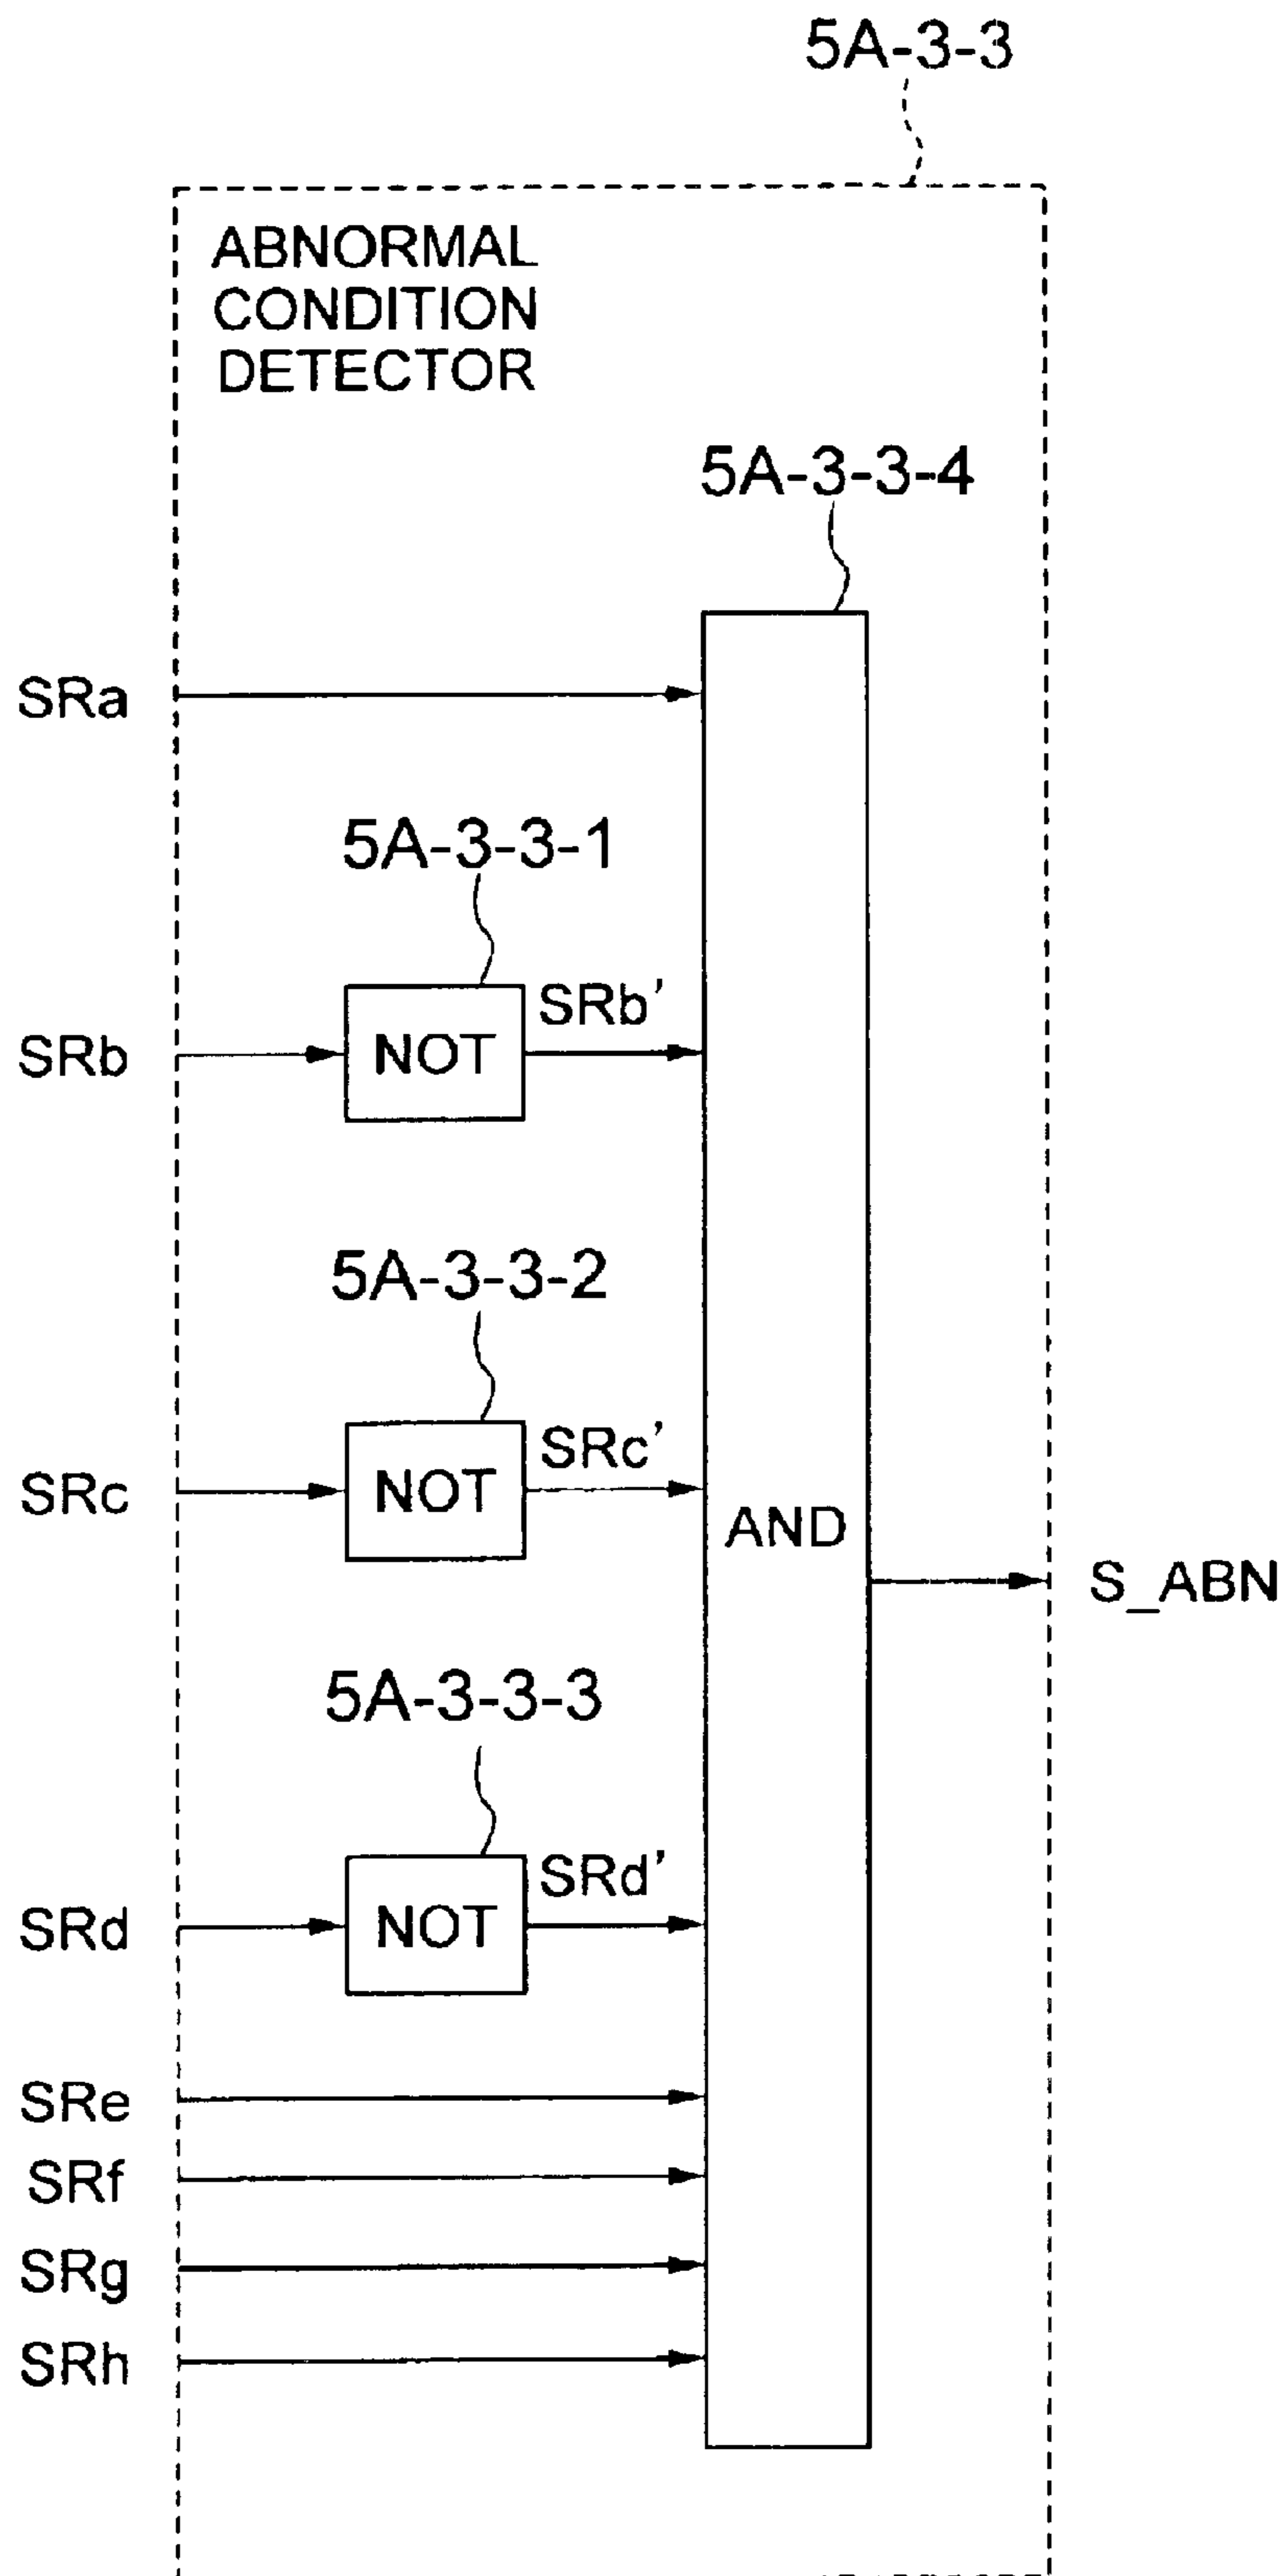 5A-3-3
ABNORMAL
CONDITION
DETECTOR
5A-3-3-4
SRa
5A-3-3-1
SRb
NOT
SRb’
5A-3-3-2
SRc
NOT
SRc’
AND
S_ABN
5A-3-3-3
SRd
NOT
SRd’
SRe
SRf
SRg
SRh